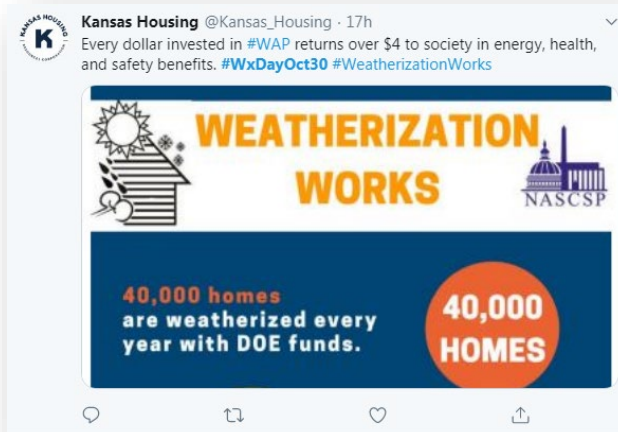 KANSAS HOUSING
K
Kansas Housing @Kansas_Housing · 17h
Every dollar invested in #WAP returns over $4 to society in energy, health,
and safety benefits. #WxDayOct30 #WeatherizationWorks
WEATHERIZATION
WORKS
NASCSP
40,000 homes
are weatherized every
year with DOE funds.
40,000
HOMES